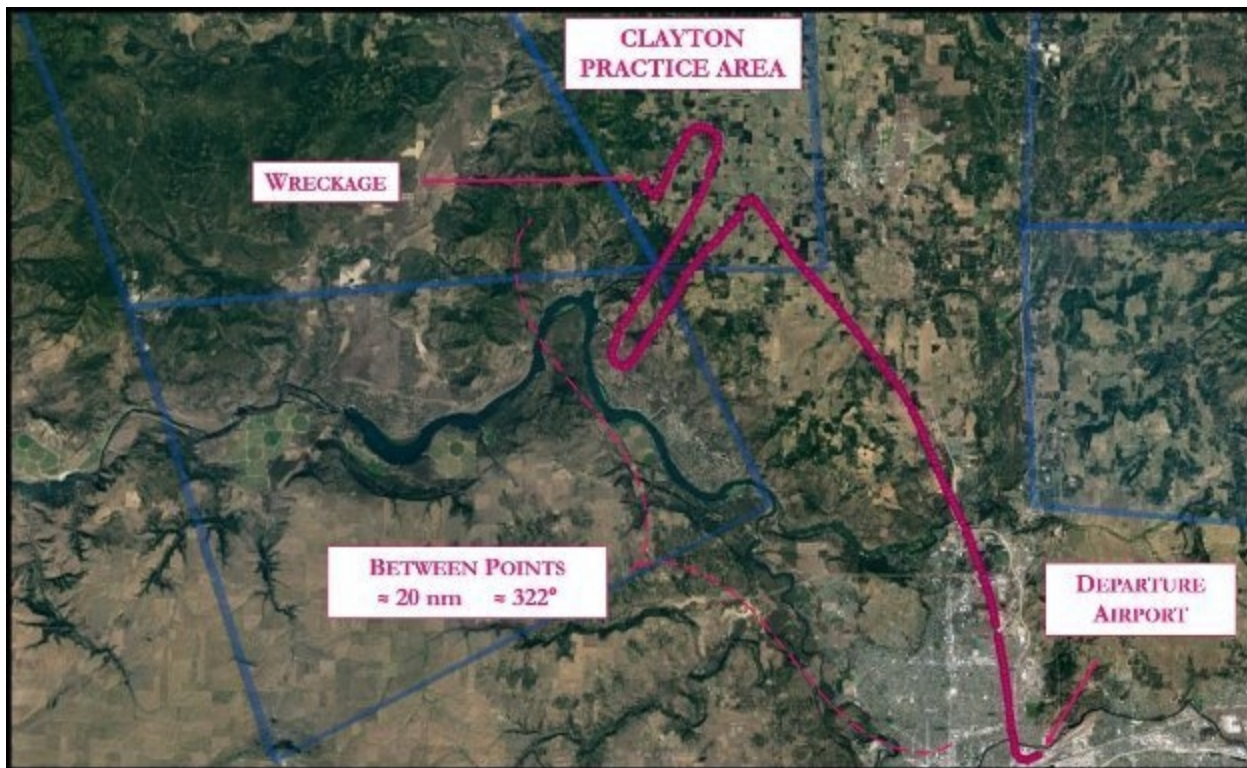 CLAYTON
PRACTICE AREA
WRECKAGE
BETWEEN POINTS
≈ 20 nm ≈ 322°
DEPARTURE
AIRPORT